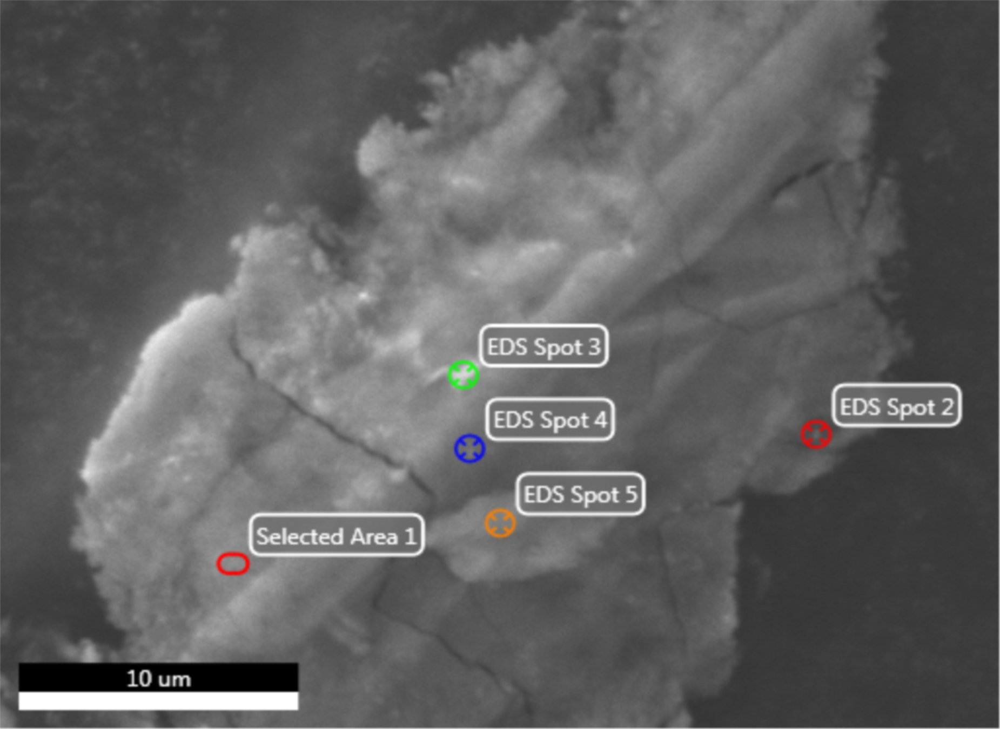 EDS Spot 3
EDS Spot 2
EDS Spot 4
EDS Spot 5
Selected Area 1
10 um